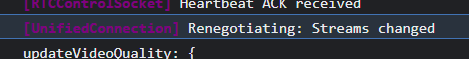 [RTCControlSocket] Heartbeat ACK received
[UnifiedConnection] Renegotiating: Streams changed
updateVideoQuality: {